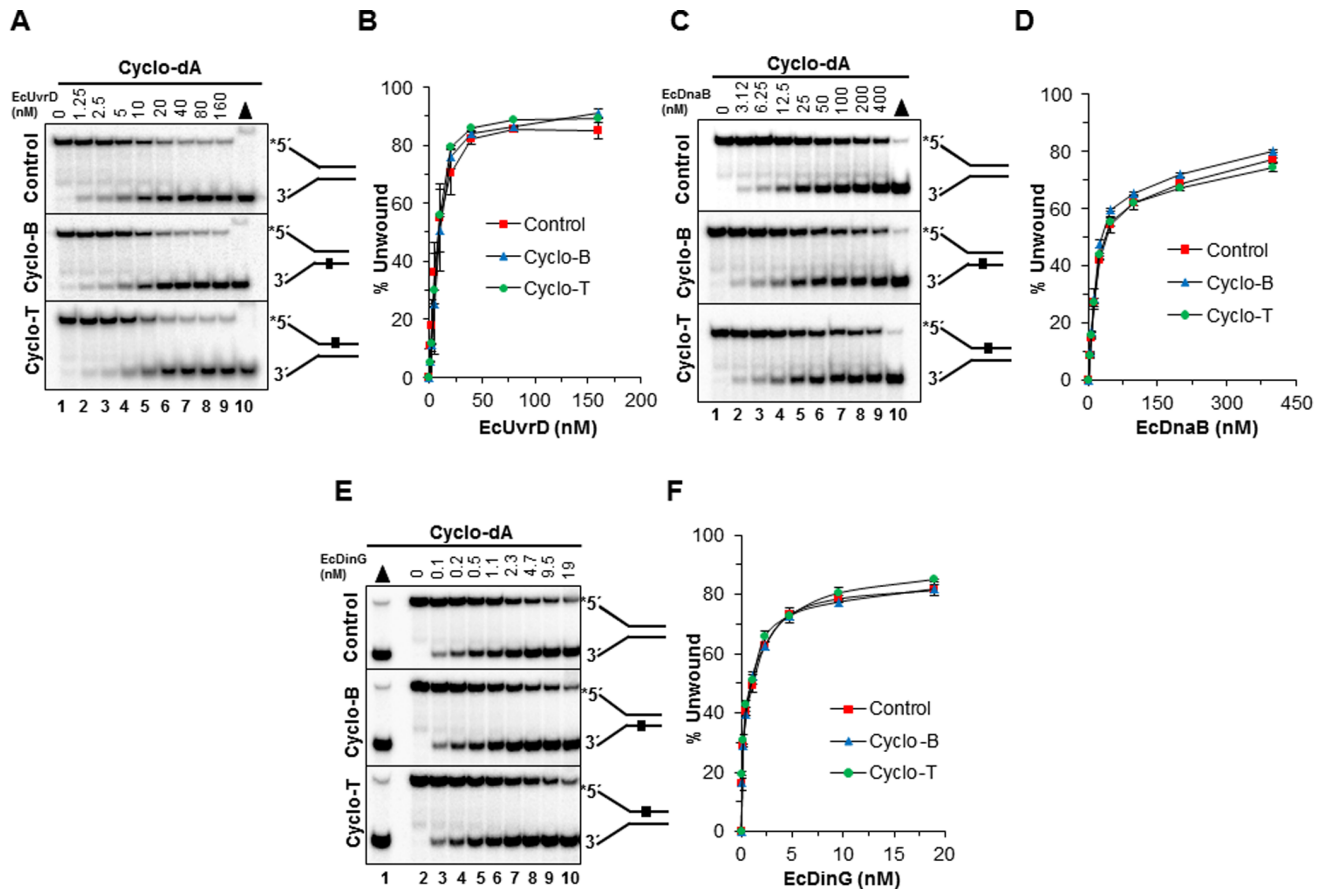 A
Cyclo-dA
EcUvrD
(nM)
0 1.25 2.5 5 10 20 40 80 160
Control
*5´
3´
Cyclo-B
*5´
3´
Cyclo-T
*5´
3´
1 2 3 4 5 6 7 8 9 10
B
% Unwound
100
80
60
40
20
0
Control
Cyclo-B
Cyclo-T
0 50 100 150 200
EcUvrD (nM)
C
Cyclo-dA
EcDnaB
(nM)
0 3.12 6.25 12.5 25 50 100 200 400
Control
*5´
3´
Cyclo-B
*5´
3´
Cyclo-T
*5´
3´
1 2 3 4 5 6 7 8 9 10
D
% Unwound
100
80
60
40
20
0
Control
Cyclo-B
Cyclo-T
0 150 300 450
EcDnaB (nM)
E
Cyclo-dA
EcDinG
(nM)
0 0.1 0.2 0.5 1.1 2.3 4.7 9.5 19
Control
*5´
3´
Cyclo-B
*5´
3´
Cyclo-T
*5´
3´
1 2 3 4 5 6 7 8 9 10
F
% Unwound
100
80
60
40
20
0
Control
Cyclo-B
Cyclo-T
0 5 10 15 20
EcDinG (nM)